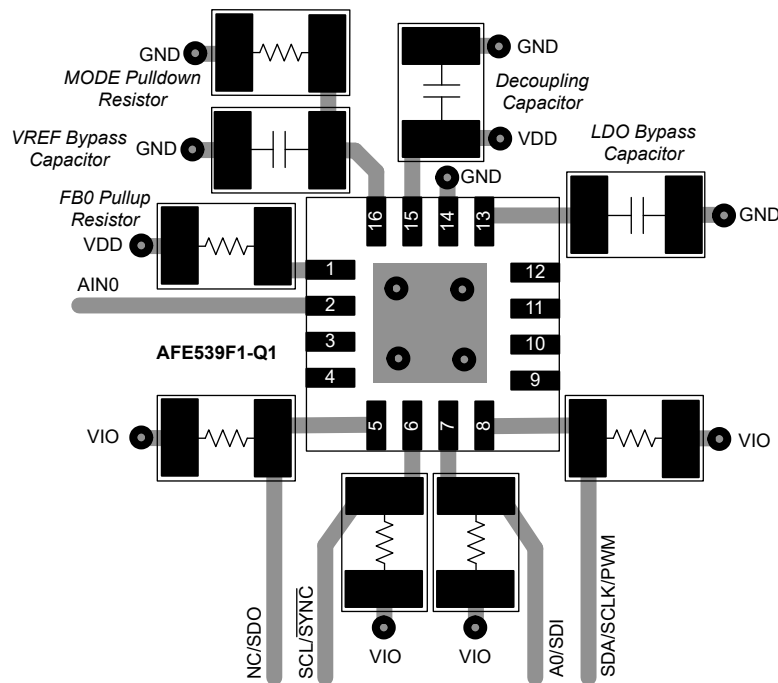 GND
MODE Pulldown
Resistor
GND
Decoupling
Capacitor
VDD
VREF Bypass
Capacitor
GND
LDO Bypass
Capacitor
GND
FB0 Pullup
Resistor
VDD
GND
16
15
14
13
1
2
3
4
12
11
10
9
AIN0
AFE539F1-Q1
5
6
7
8
VIO
VIO
NC/SDO
SCL/S̅Y̅N̅C̅
VIO
VIO
A0/SDI
SDA/SCLK/PWM